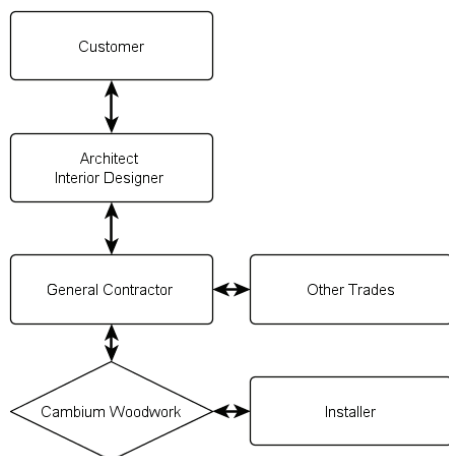 Customer
Architect
Interior Designer
General Contractor
Other Trades
Cambium Woodwork
Installer